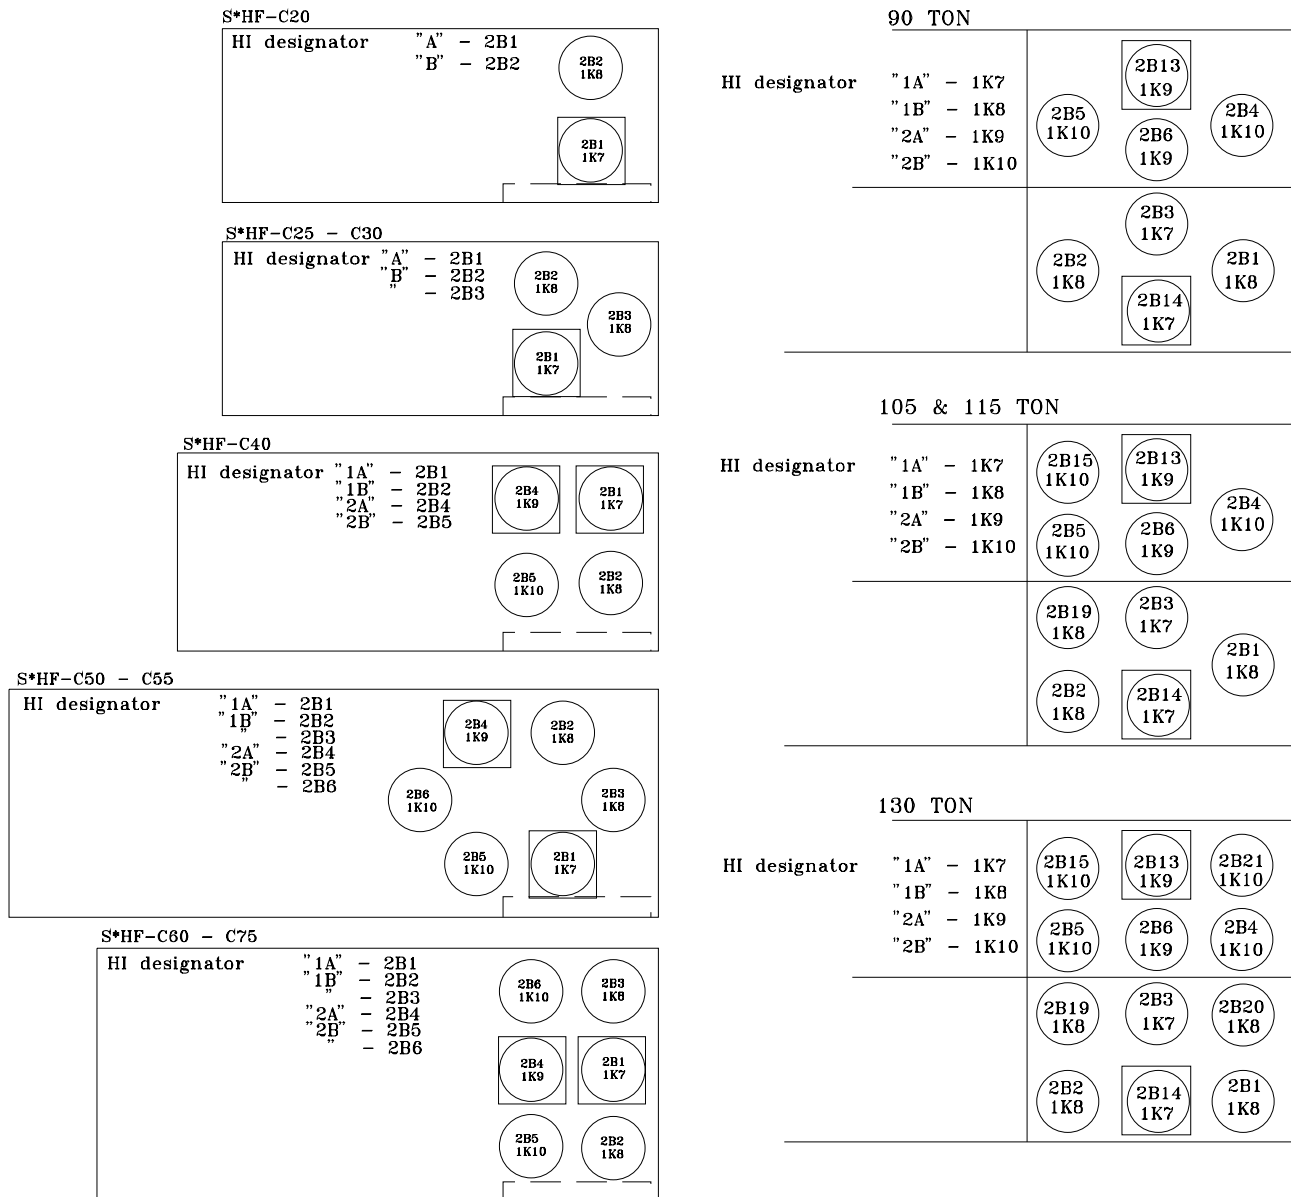 S*HF-C20
HI designator "A" - 2B1
"B" - 2B2
2B2
1K8
2B1
1K7
S*HF-C25 - C30
HI designator "A" - 2B1
"B" - 2B2
" - 2B3
2B2
1K8
2B3
1K8
2B1
1K7
S*HF-C40
HI designator "1A" - 2B1
"1B" - 2B2
"2A" - 2B4
"2B" - 2B5
2B4
1K9
2B1
1K7
2B5
1K10
2B2
1K8
S*HF-C50 - C55
HI designator "1A" - 2B1
"1B" - 2B2
" - 2B3
"2A" - 2B4
"2B" - 2B5
" - 2B6
2B4
1K9
2B2
1K8
2B6
1K10
2B3
1K8
2B5
1K10
2B1
1K7
S*HF-C60 - C75
HI designator "1A" - 2B1
"1B" - 2B2
" - 2B3
"2A" - 2B4
"2B" - 2B5
" - 2B6
2B6
1K10
2B3
1K8
2B4
1K9
2B1
1K7
2B5
1K10
2B2
1K8
90 TON
HI designator "1A" - 1K7
"1B" - 1K8
"2A" - 1K9
"2B" - 1K10
2B13
1K9
2B5
1K10
2B6
1K9
2B4
1K10
2B3
1K7
2B2
1K8
2B1
1K8
2B14
1K7
105 & 115 TON
HI designator "1A" - 1K7
"1B" - 1K8
"2A" - 1K9
"2B" - 1K10
2B15
1K10
2B13
1K9
2B4
1K10
2B5
1K10
2B6
1K9
2B19
1K8
2B3
1K7
2B1
1K8
2B2
1K8
2B14
1K7
130 TON
HI designator "1A" - 1K7
"1B" - 1K8
"2A" - 1K9
"2B" - 1K10
2B15
1K10
2B13
1K9
2B21
1K10
2B5
1K10
2B6
1K9
2B4
1K10
2B19
1K8
2B3
1K7
2B20
1K8
2B2
1K8
2B14
1K7
2B1
1K8